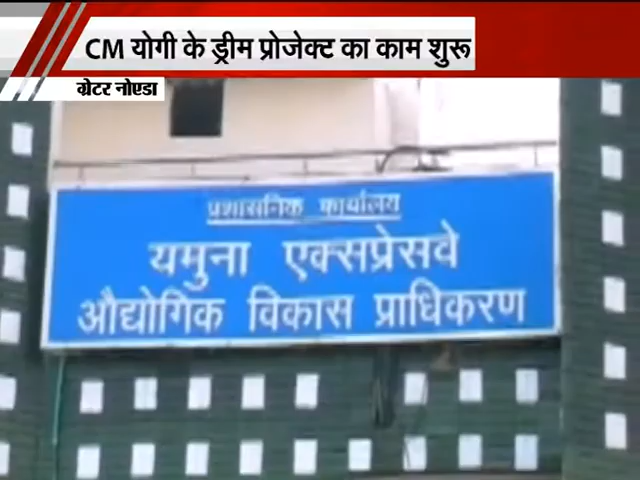 CM योगी के ड्रीम प्रोजेक्ट का काम शुरू
ग्रेटर नोएडा
प्रशासनिक कार्यालय
यमुना एक्सप्रेसवे
औद्योगिक विकास प्राधिकरण